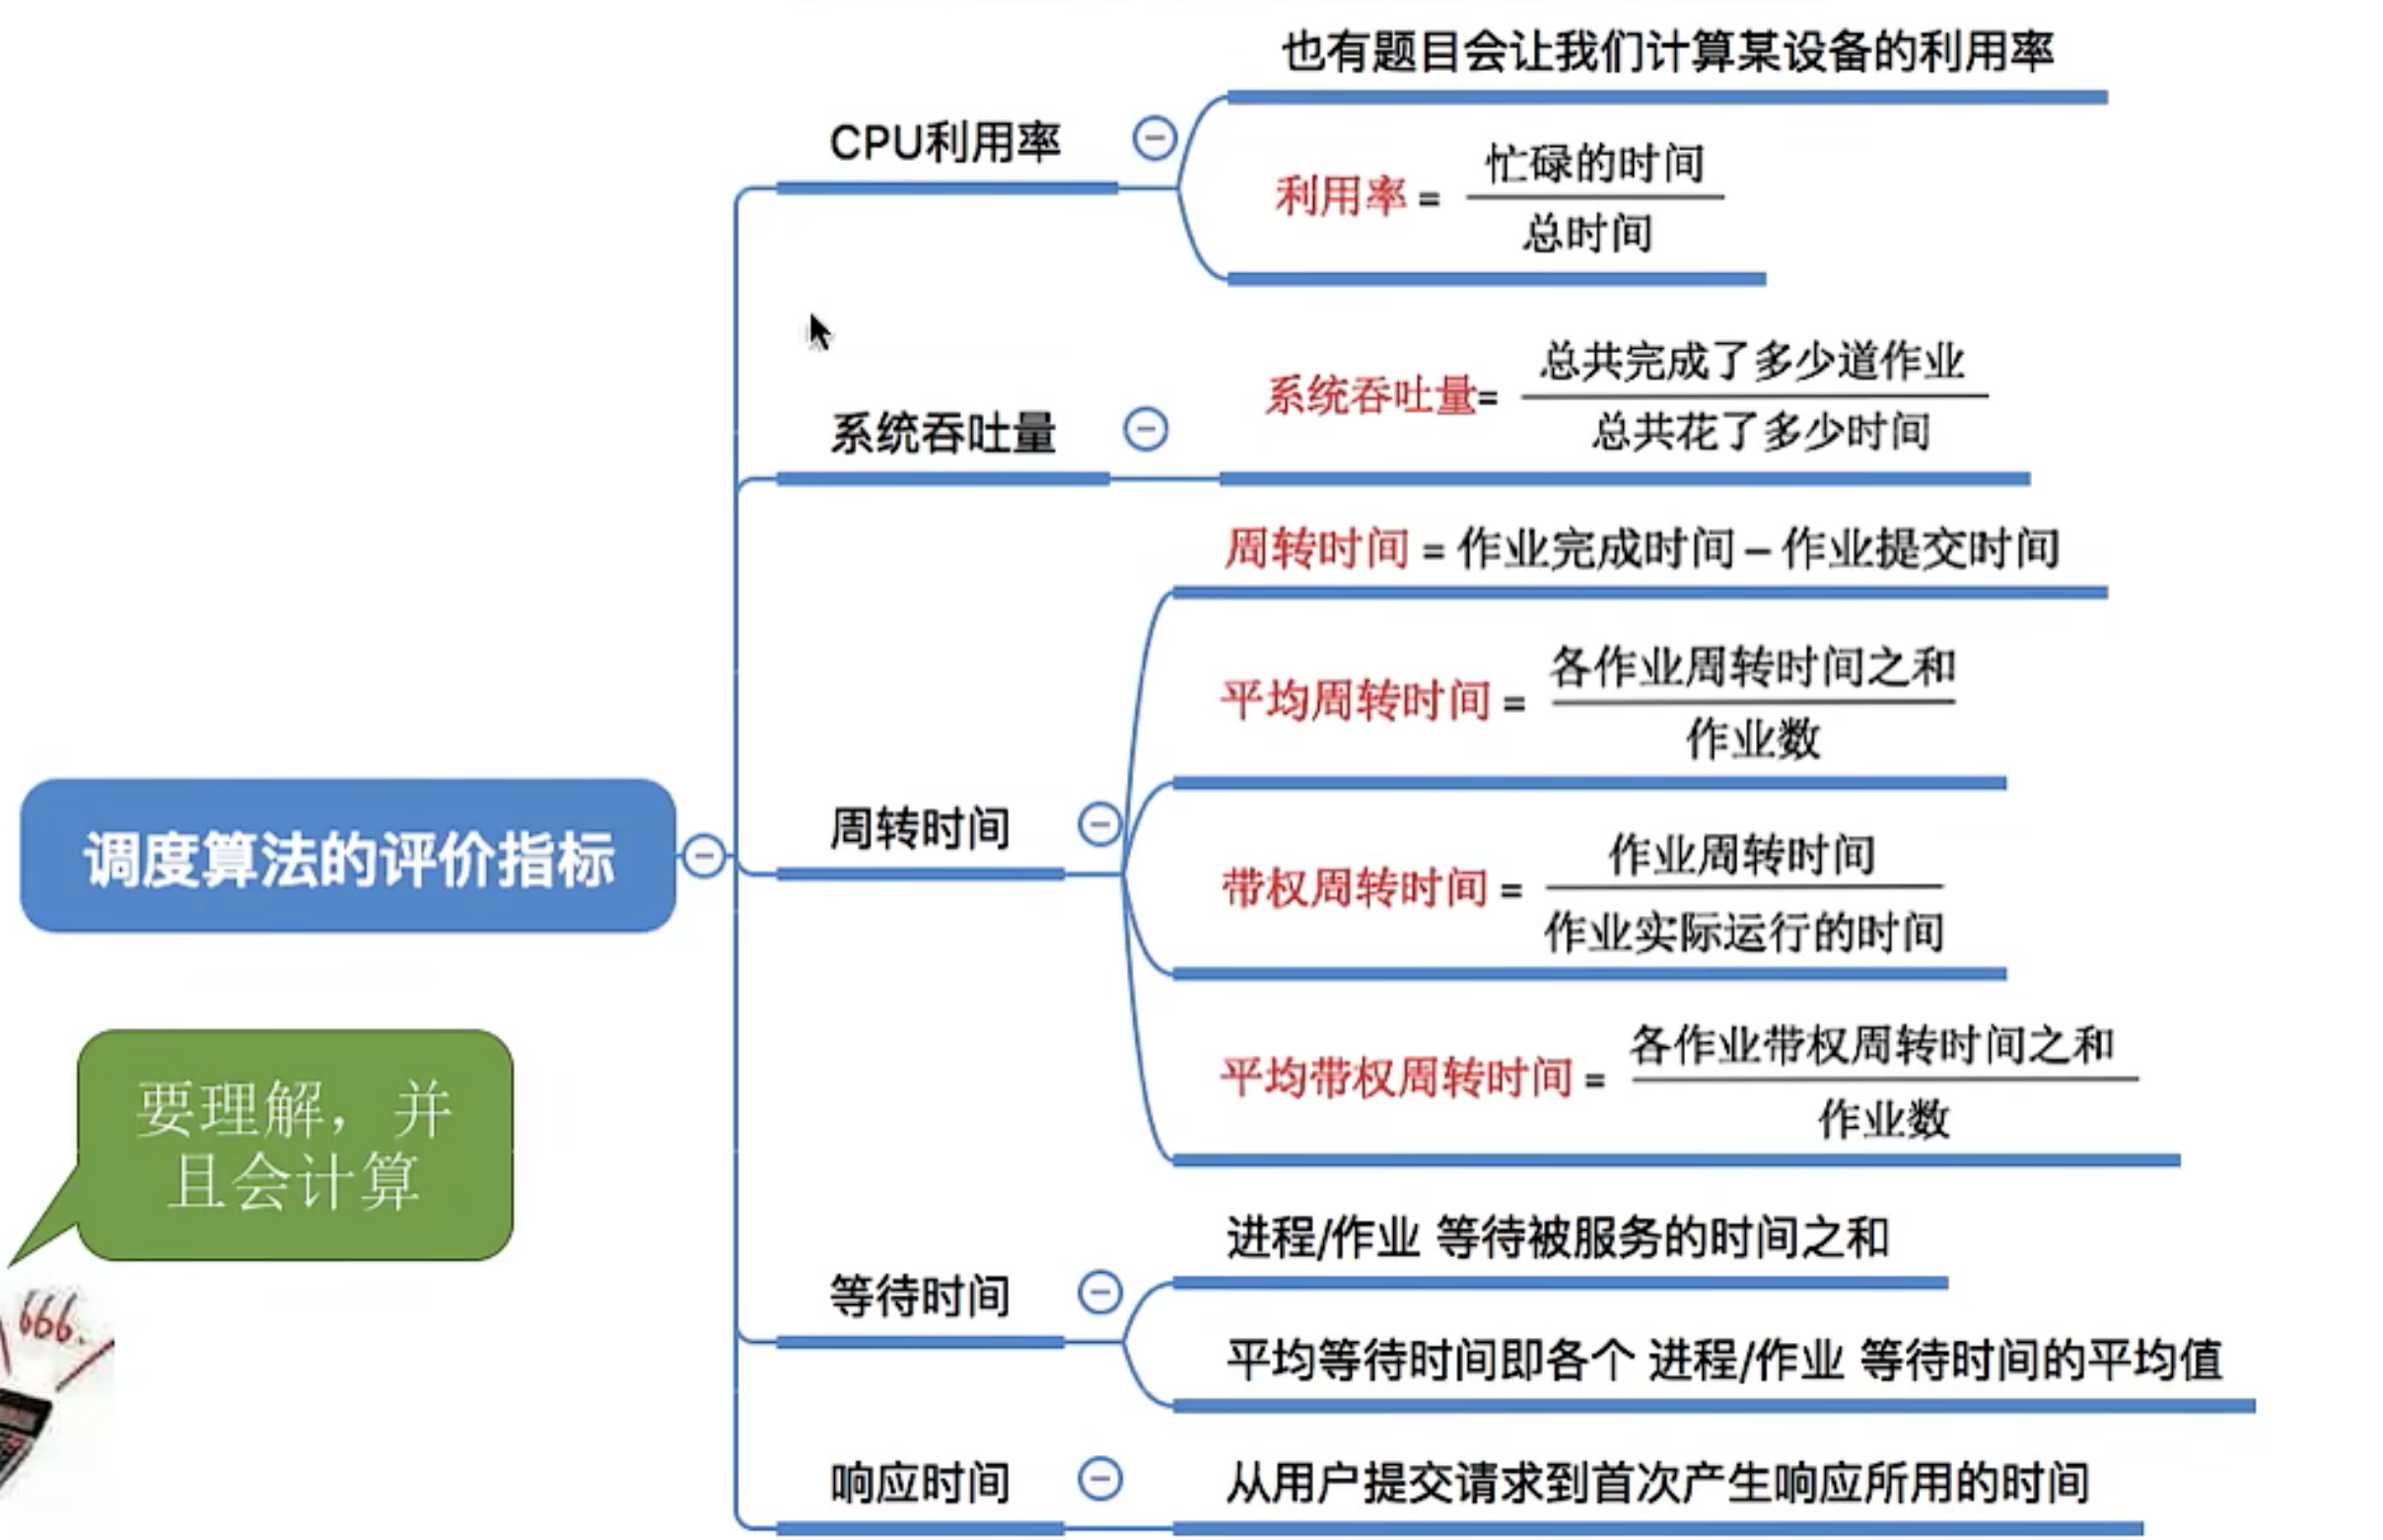 也有题目会让我们计算某设备的利用率
CPU利用率
利用率 = 忙碌的时间
总时间
系统吞吐量
系统吞吐量= 总共完成了多少道作业
总共花了多少时间
周转时间 = 作业完成时间 – 作业提交时间
平均周转时间 = 各作业周转时间之和
作业数
周转时间
带权周转时间 = 作业周转时间
作业实际运行的时间
平均带权周转时间 = 各作业带权周转时间之和
作业数
调度算法的评价指标
要理解，并
且会计算
666.
进程/作业 等待被服务的时间之和
等待时间
平均等待时间即各个 进程/作业 等待时间的平均值
响应时间
从用户提交请求到首次产生响应所用的时间